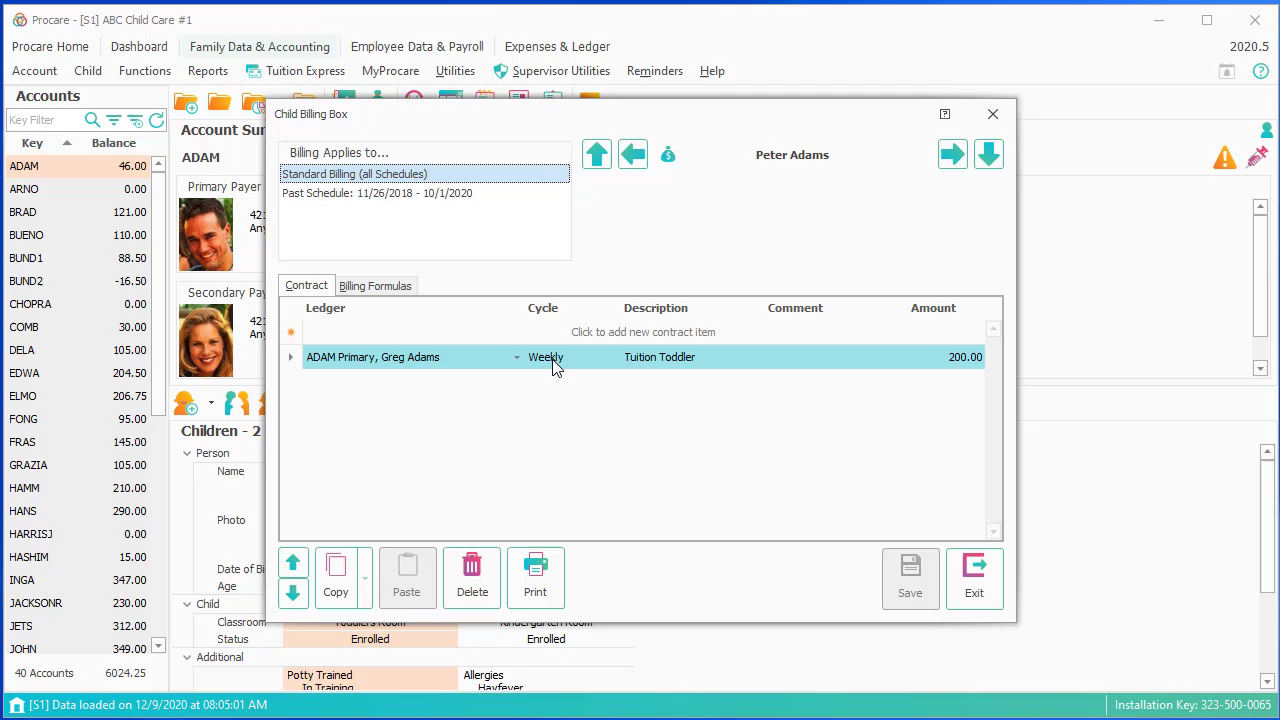 Procare - [S1] ABC Child Care #1
Procare Home Dashboard Family Data & Accounting Employee Data & Payroll Expenses & Ledger 2020.5
Account Child Functions Reports Tuition Express MyProcare Utilities Supervisor Utilities Reminders Help
Accounts
Key Filter
Key Balance
ADAM 46.00
ARNO 0.00
BRAD 121.00
BUENO 110.00
BUND1 88.50
BUND2 -16.50
CHOPRA 0.00
COMB 30.00
DELA 105.00
EDWA 204.50
ELMO 206.75
FONG 95.00
FRAS 145.00
GRAZIA 105.00
HAMM 210.00
HANS 290.00
HARRISJ 0.00
HASHIM 15.00
INGA 347.00
JACKSONR 230.00
JETS 312.00
JOHN 349.00
40 Accounts 6024.25
Account Sum
ADAM
Primary Payer
42:
Any
Secondary Pay
42:
Any
Children - 2
Person
Name
Photo
Date of Bi
Age
Child
Classroom Toddlers Room Kindergarten Room
Status Enrolled Enrolled
Additional
Potty Trained Allergies
In Training Hayfever
Child Billing Box
Billing Applies to...
Standard Billing (all Schedules)
Past Schedule: 11/26/2018 - 10/1/2020
Peter Adams
Contract Billing Formulas
Ledger Cycle Description Comment Amount
Click to add new contract item
ADAM Primary, Greg Adams Weekly Tuition Toddler 200.00
Copy Paste Delete Print Save Exit
[S1] Data loaded on 12/9/2020 at 08:05:01 AM Installation Key: 323-500-0065